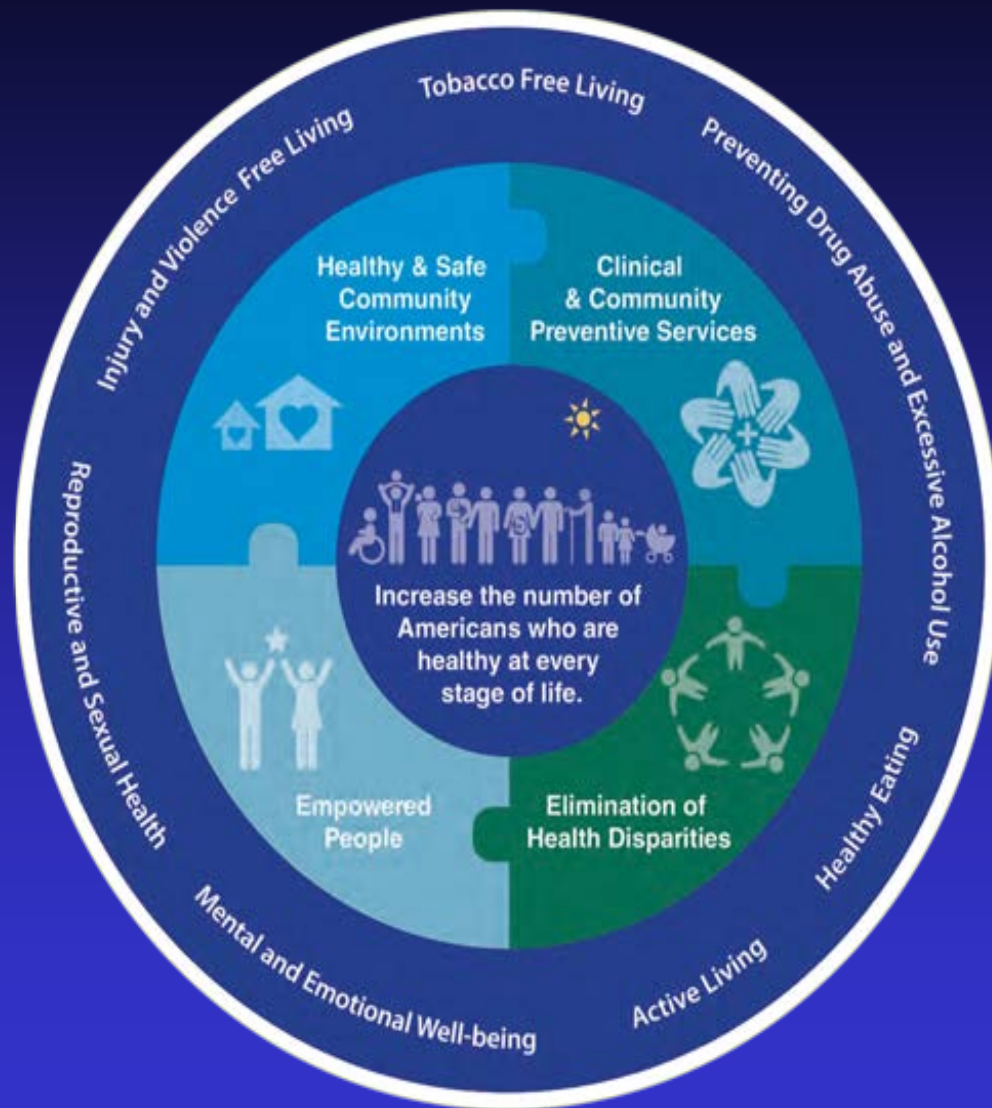 Tobacco Free Living
Preventing Drug Abuse and Excessive Alcohol Use
Healthy Eating
Active Living
Mental and Emotional Well-being
Reproductive and Sexual Health
Injury and Violence Free Living
Healthy & Safe
Community
Environments
Clinical
& Community
Preventive Services
Increase the number of
Americans who are
healthy at every
stage of life.
Empowered
People
Elimination of
Health Disparities